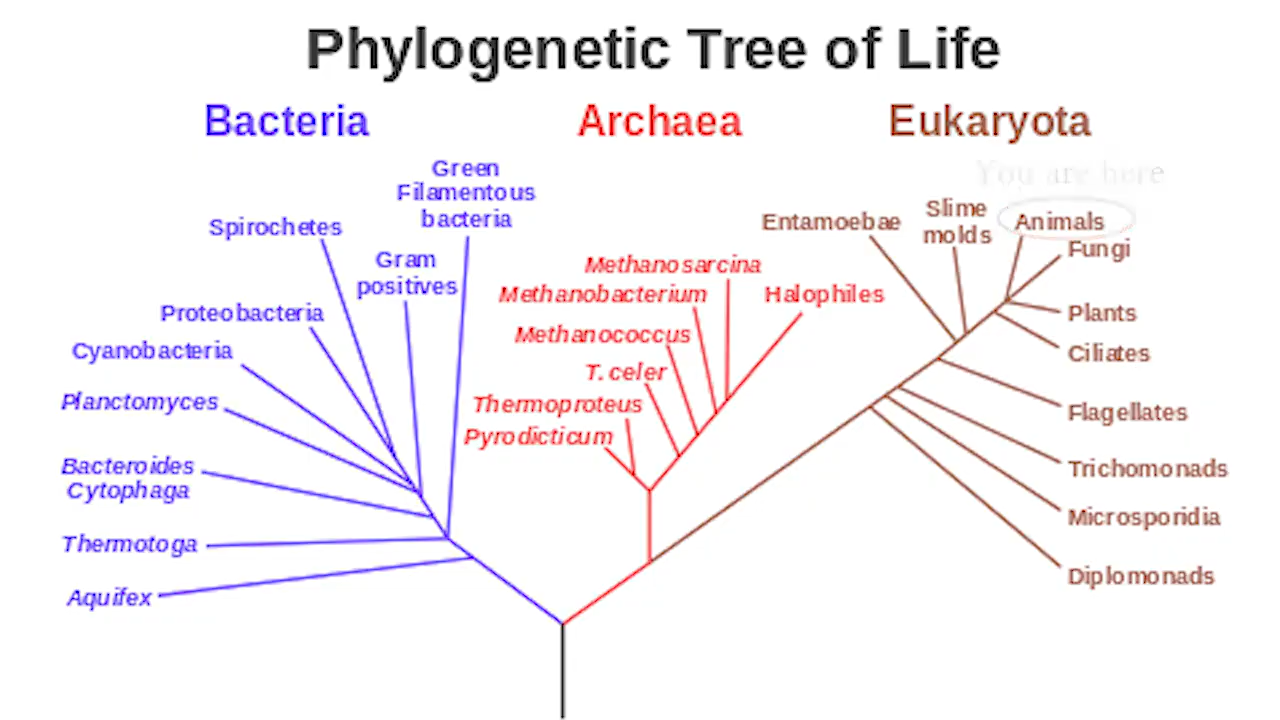 Phylogenetic Tree of Life
Bacteria
Archaea
Eukaryota
Green
Filamentous
bacteria
Spirochetes
Gram
positives
Proteobacteria
Cyanobacteria
Planctomyces
Bacteroides
Cytophaga
Thermotoga
Aquifex
Methanosarcina
Methanobacterium
Halophiles
Methanococcus
T. celer
Thermoproteus
Pyrodicticum
You are here
Entamoebae
Slime
molds
Animals
Fungi
Plants
Ciliates
Flagellates
Trichomonads
Microsporidia
Diplomonads